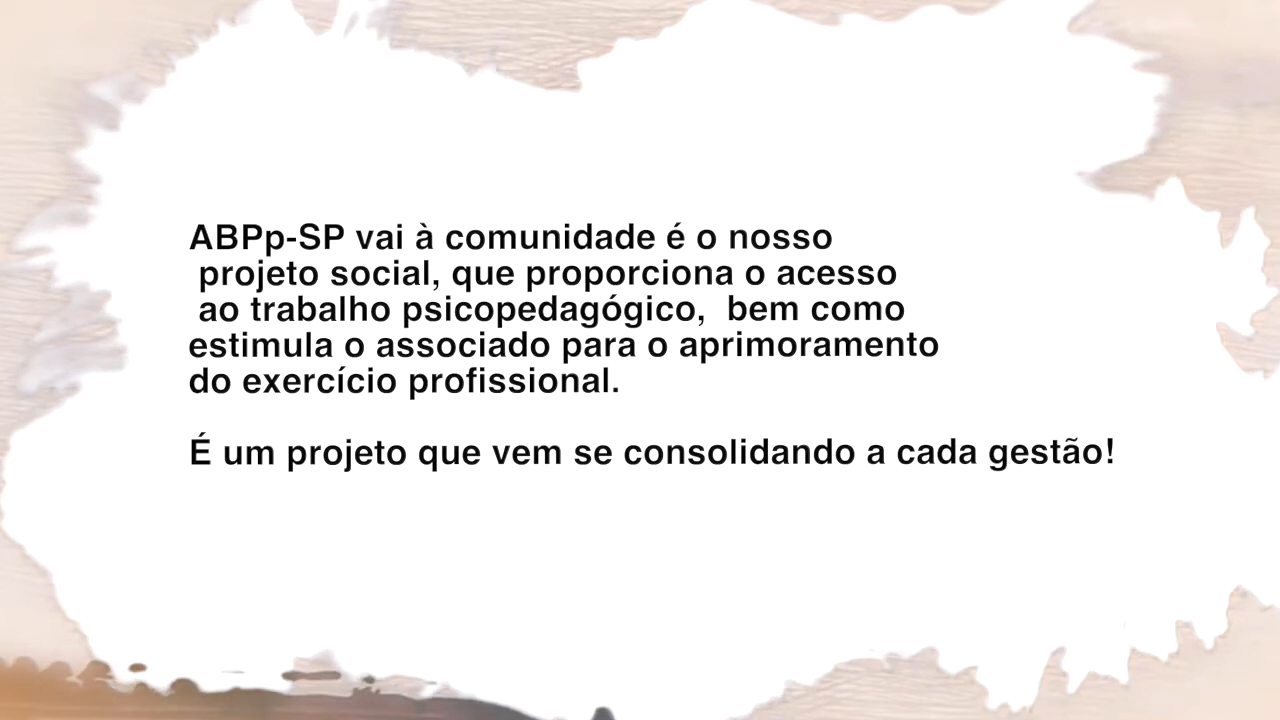 ABPp-SP vai à comunidade é o nosso
projeto social, que proporciona o acesso
ao trabalho psicopedagógico,  bem como
estimula o associado para o aprimoramento
do exercício profissional.
É um projeto que vem se consolidando a cada gestão!